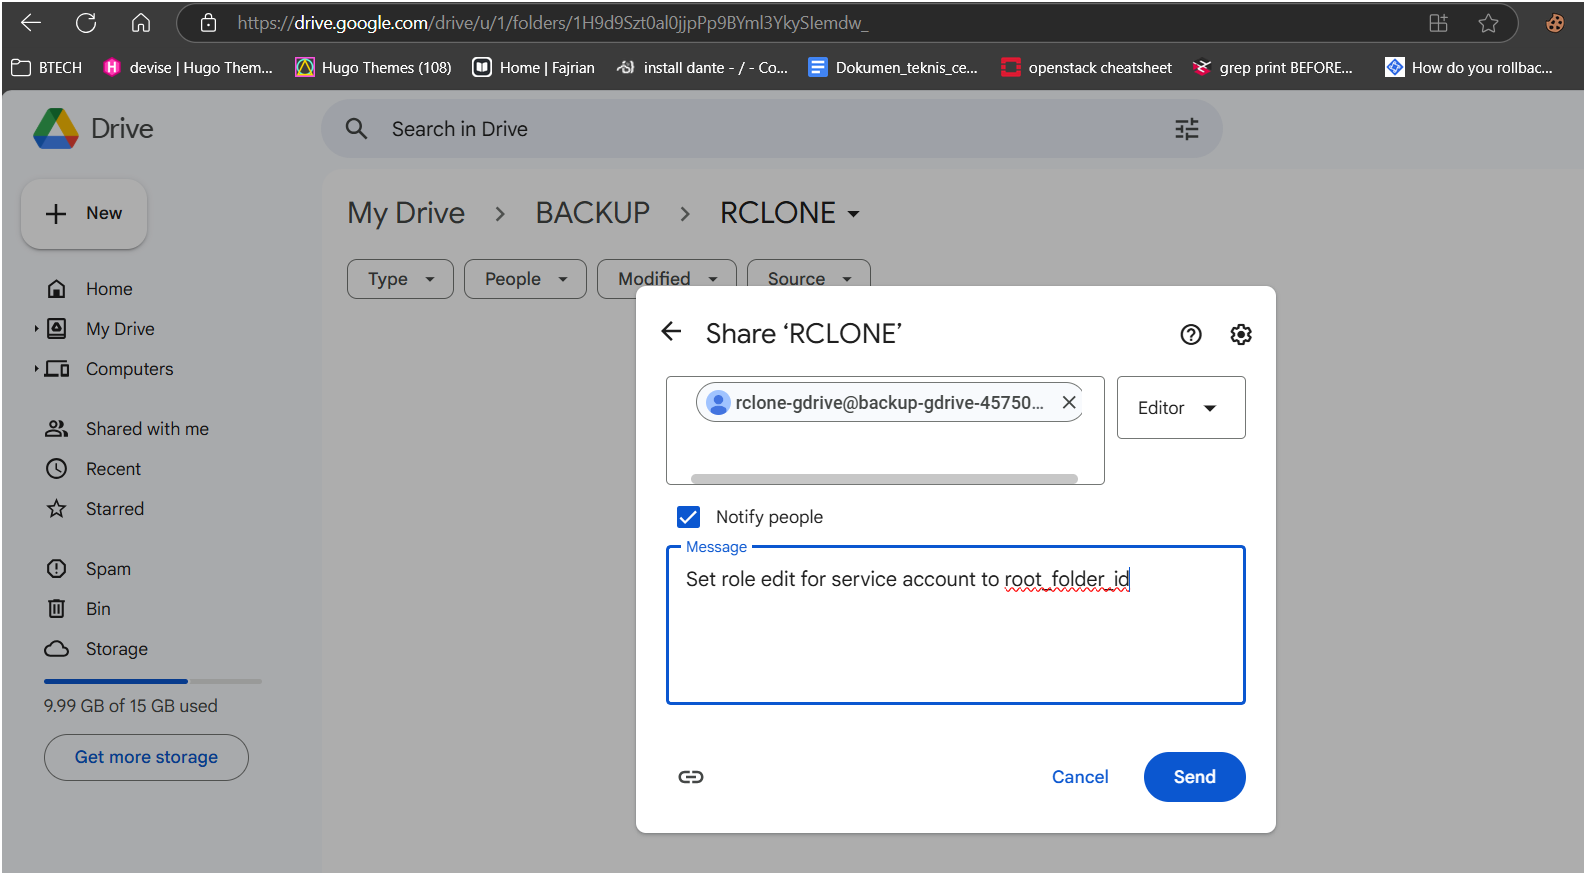 https://drive.google.com/drive/u/1/folders/1H9d9Szt0al0jjpPp9BYml3YkySIemdw_
BTECH
devise | Hugo Them...
Hugo Themes (108)
Home | Fajrian
install dante - / - Co...
Dokumen_teknis_ce...
openstack cheatsheet
grep print BEFORE...
How do you rollbac...
Drive
Search in Drive
New
My Drive > BACKUP > RCLONE
Type
People
Modified
Source
Home
My Drive
Computers
Shared with me
Recent
Starred
Spam
Bin
Storage
9.99 GB of 15 GB used
Get more storage
Share ‘RCLONE’
rclone-gdrive@backup-gdrive-45750...
Editor
Notify people
Message
Set role edit for service account to root_folder_id
Cancel
Send